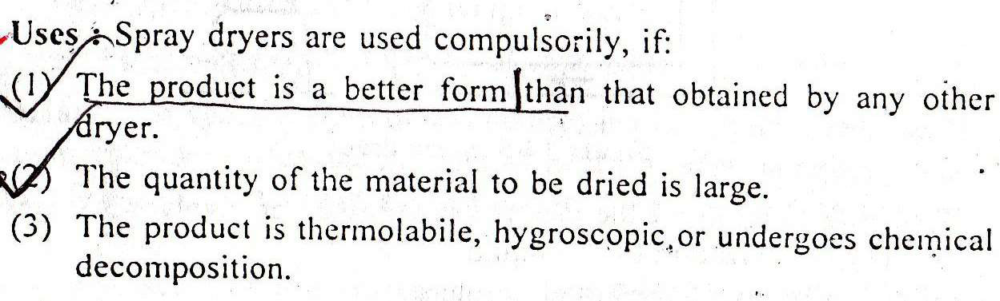 Uses : Spray dryers are used compulsorily, if:
(1) The product is a better form than that obtained by any other
dryer.
(2) The quantity of the material to be dried is large.
(3) The product is thermolabile, hygroscopic, or undergoes chemical
decomposition.